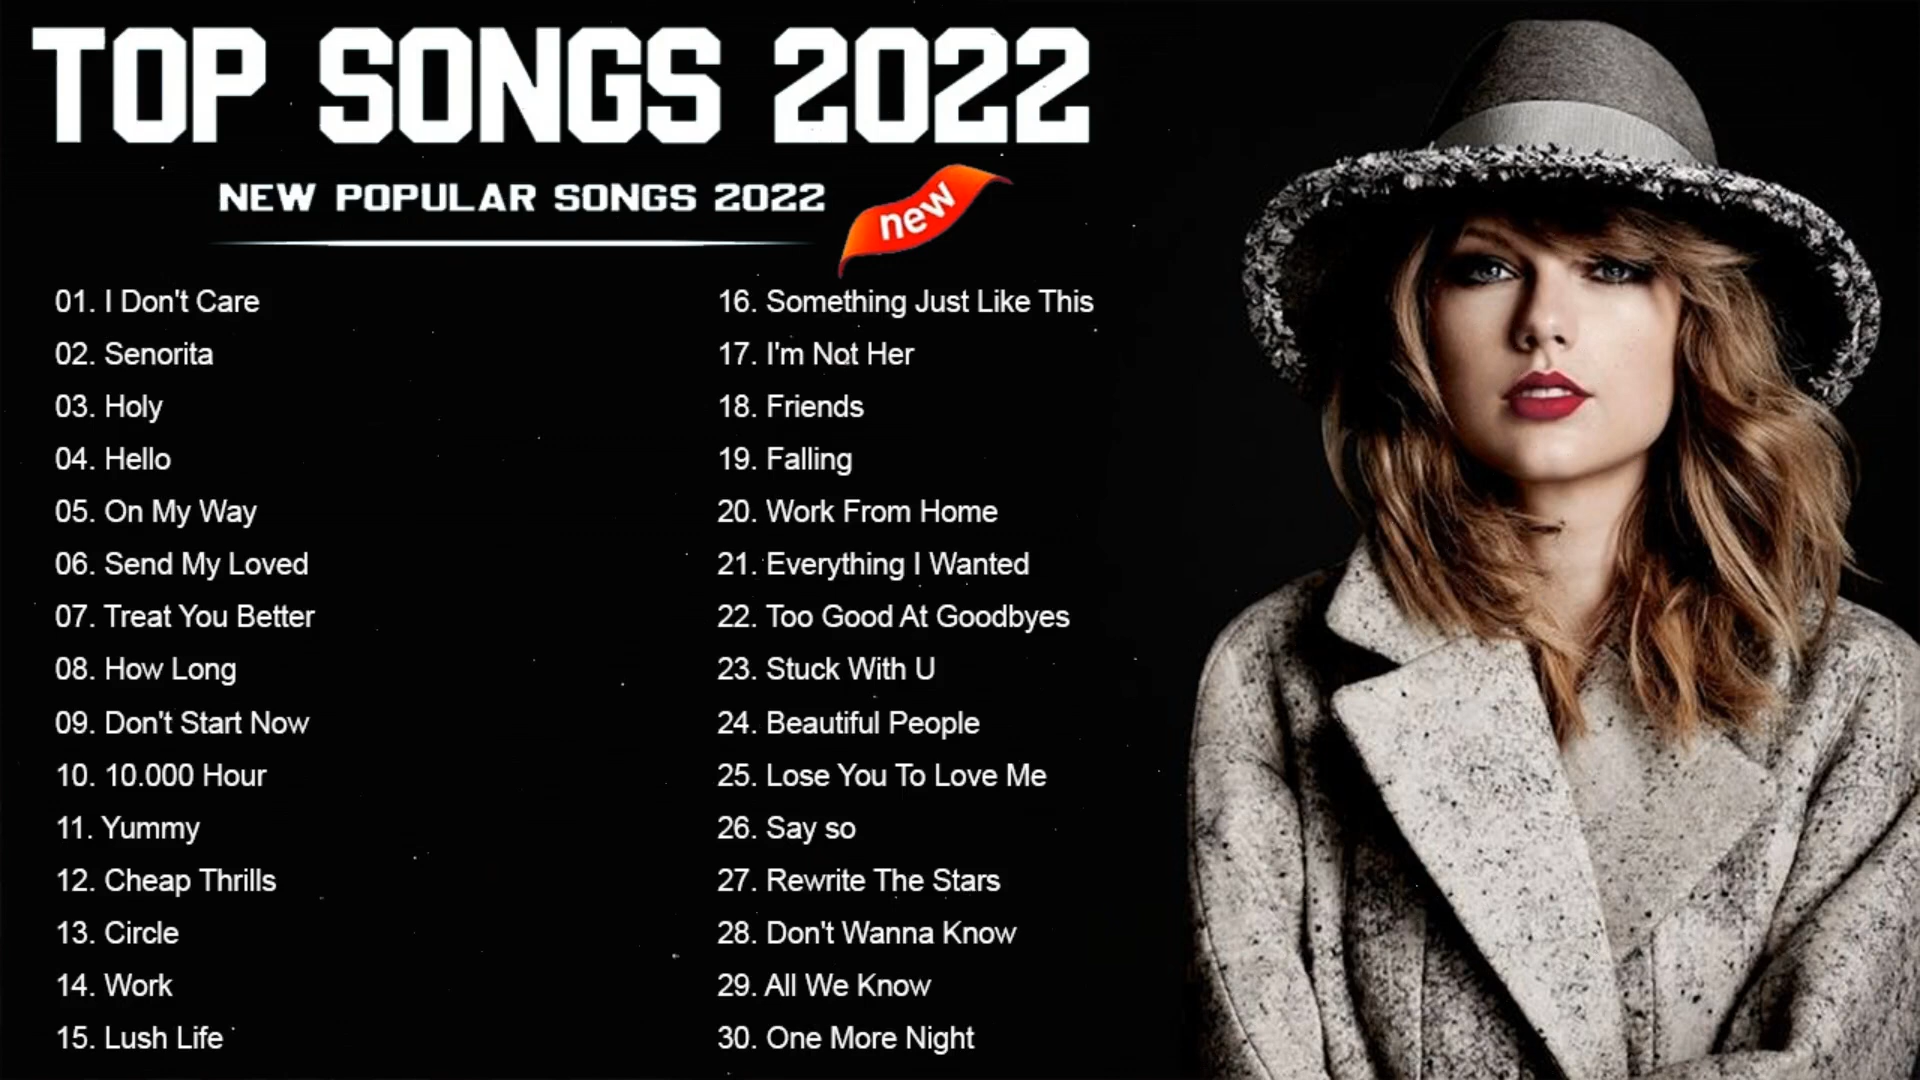 TOP SONGS 2022
NEW POPULAR SONGS 2022
new
01. I Don't Care
02. Senorita
03. Holy
04. Hello
05. On My Way
06. Send My Loved
07. Treat You Better
08. How Long
09. Don't Start Now
10. 10.000 Hour
11. Yummy
12. Cheap Thrills
13. Circle
14. Work
15. Lush Life
16. Something Just Like This
17. I'm Not Her
18. Friends
19. Falling
20. Work From Home
21. Everything I Wanted
22. Too Good At Goodbyes
23. Stuck With U
24. Beautiful People
25. Lose You To Love Me
26. Say so
27. Rewrite The Stars
28. Don't Wanna Know
29. All We Know
30. One More Night